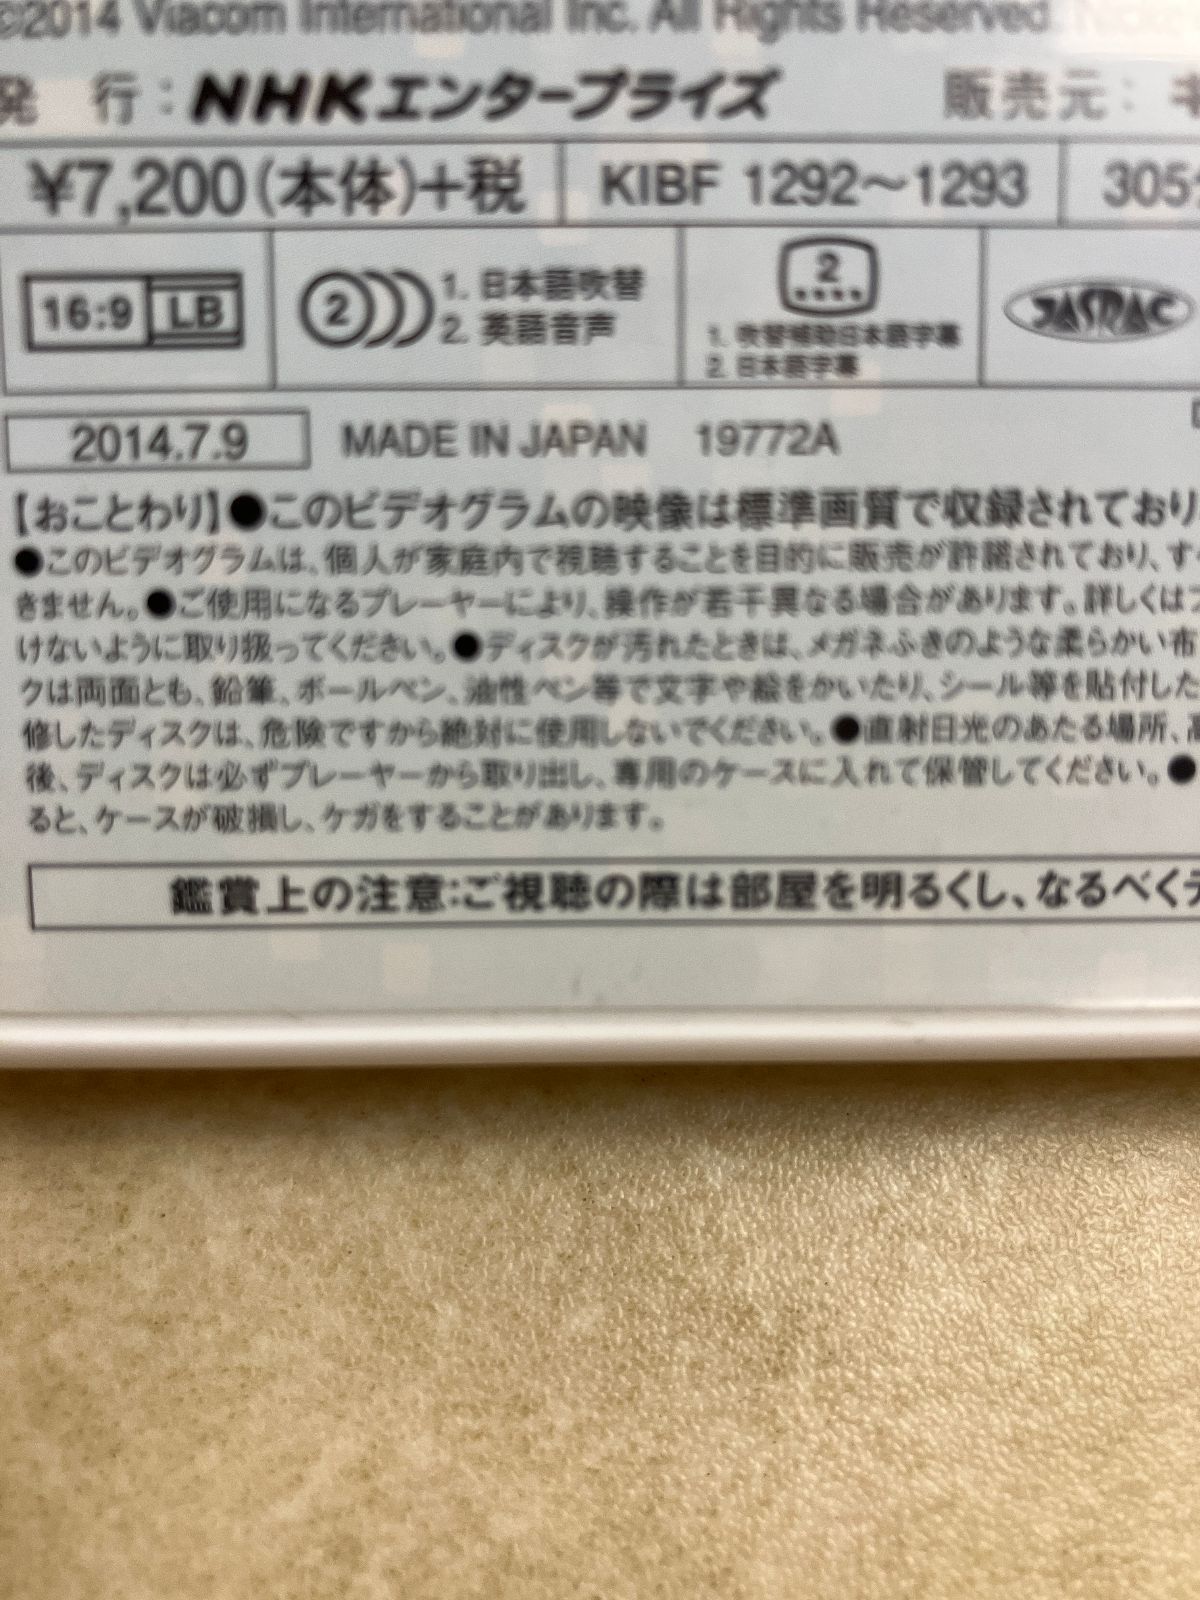 ©2014 Viacom International Inc. All Rights Reserved.
発 行：NHKエンタープライズ 販売元：
¥7,200(本体)+税 KIBF 1292〜1293 305
16:9 LB 2 1. 日本語吹替 2 JASRAC
2. 英語音声 1. 吹替補助日本語字幕
2. 日本語字幕
2014.7.9 MADE IN JAPAN 19772A
【おことわり】●このビデオグラムの映像は標準画質で収録されており
●このビデオグラムは、個人が家庭内で視聴することを目的に販売が許諾されており、す
きません。●ご使用になるプレーヤーにより、操作が若干異なる場合があります。詳しくは
けないように取り扱ってください。●ディスクが汚れたときは、メガネふきのような柔らかい布
クは両面とも、鉛筆、ボールペン、油性ペン等で文字や絵をかいたり、シール等を貼付した
修したディスクは、危険ですから絶対に使用しないでください。●直射日光のあたる場所、高
後、ディスクは必ずプレーヤーから取り出し、専用のケースに入れて保管してください。●
ると、ケースが破損し、ケガをすることがあります。
鑑賞上の注意:ご視聴の際は部屋を明るくし、なるべくテ